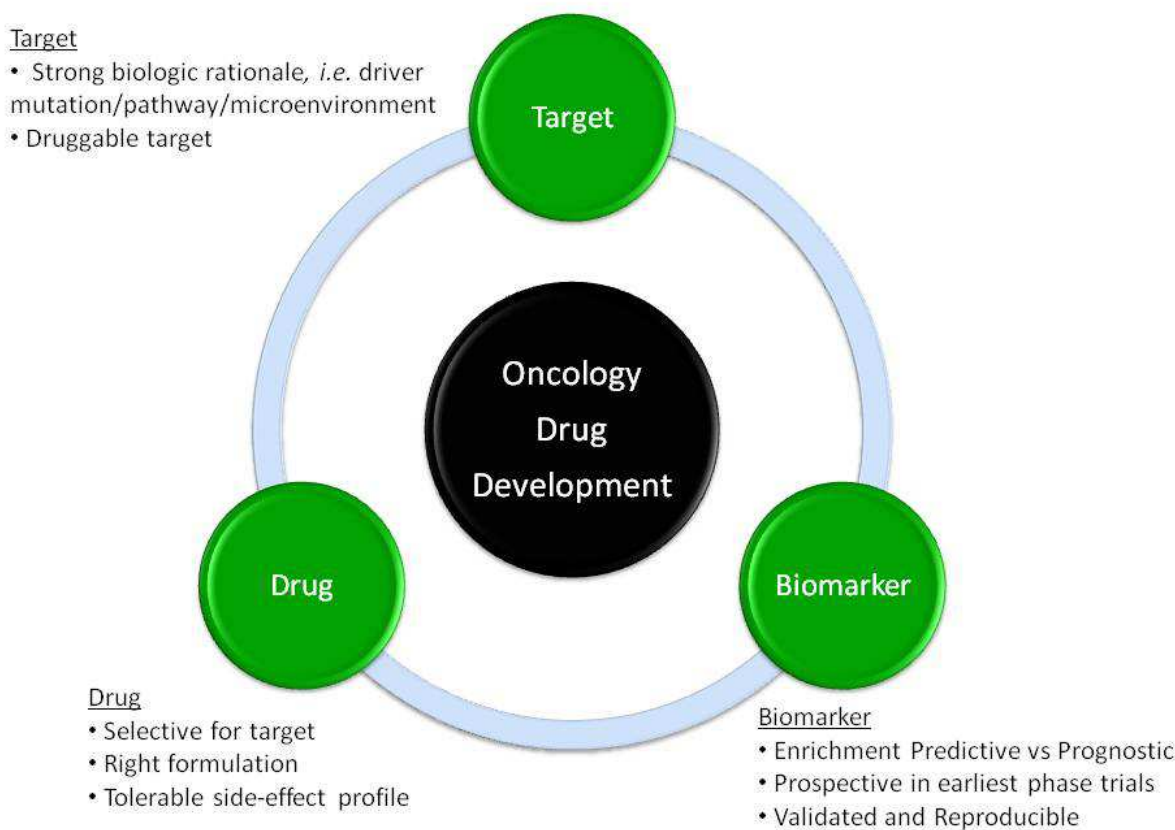 Target
• Strong biologic rationale, i.e. driver
mutation/pathway/microenvironment
• Druggable target
Target
Oncology
Drug
Development
Drug
Biomarker
Drug
• Selective for target
• Right formulation
• Tolerable side-effect profile
Biomarker
• Enrichment Predictive vs Prognostic
• Prospective in earliest phase trials
• Validated and Reproducible